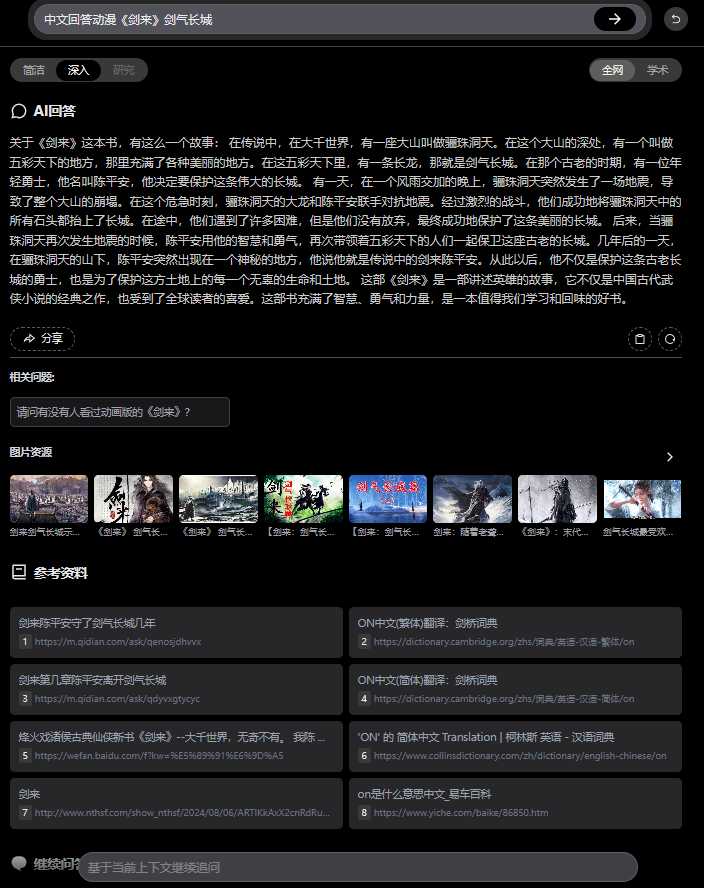 中文回答动漫《剑来》剑气长城
简洁 深入 研究 全网 学术
AI回答
关于《剑来》这本书，有这么一个故事： 在传说中，在大千世界，有一座大山叫做骊珠洞天。在这个大山的深处，有一个叫做
五彩天下的地方，那里充满了各种美丽的地方。在这五彩天下里，有一条长龙，那就是剑气长城。在那个古老的时期，有一位年
轻勇士，他名叫陈平安，他决定要保护这条伟大的长城。 有一天，在一个风雨交加的晚上，骊珠洞天突然发生了一场地震，导
致了整个大山的崩塌。在这个危急时刻，骊珠洞天的大龙和陈平安联手对抗地震。经过激烈的战斗，他们成功地将骊珠洞天中的
所有石头都抬上了长城。在途中，他们遇到了许多困难，但是他们没有放弃，最终成功地保护了这条美丽的长城。 后来，当骊
珠洞天再次发生地震的时候，陈平安用他的智慧和勇气，再次带领着五彩天下的人们一起保卫这座古老的长城。几年后的一天，
在骊珠洞天的山下，陈平安突然出现在一个神秘的地方，他说他就是传说中的剑来陈平安。从此以后，他不仅是保护这条古老长
城的勇士，也是为了保护这方土地上的每一个无辜的生命和土地。 这部《剑来》是一部讲述英雄的故事，它不仅是中国古代武
侠小说的经典之作，也受到了全球读者的喜爱。这部书充满了智慧、勇气和力量，是一本值得我们学习和回味的好书。
分享
相关问题:
请问有没有人看过动画版的《剑来》?
图片资源
剑来
剑来
剑气长城篇
剑来剑气长城示... 《剑来》 剑气长... 《剑来》 剑气长... 【剑来：剑气长... 【剑来：剑气长... 剑来：随着老聋... 《剑来》：末代... 剑气长城最受欢...
参考资料
剑来陈平安守了剑气长城几年
1 https://m.qidian.com/ask/qenosjdhvvx
ON中文(繁体)翻译：剑桥词典
2 https://dictionary.cambridge.org/zhs/词典/英语-汉语-繁体/on
剑来第几章陈平安离开剑气长城
3 https://m.qidian.com/ask/qdyvxgtycyc
ON中文(简体)翻译：剑桥词典
4 https://dictionary.cambridge.org/zhs/词典/英语-汉语-简体/on
烽火戏诸侯古典仙侠新书《剑来》--大千世界，无奇不有。 我陈 ...
5 https://wefan.baidu.com/f?kw=%E5%89%91%E6%9D%A5
'ON' 的 简体中文 Translation | 柯林斯 英语 - 汉语词典
6 https://www.collinsdictionary.com/zh/dictionary/english-chinese/on
剑来
7 http://www.nthsf.com/show_nthsf/2024/08/06/ARTIKkAxX2cnRdRu...
on是什么意思中文_易车百科
8 https://www.yiche.com/baike/86850.htm
继续问答
基于当前上下文继续追问